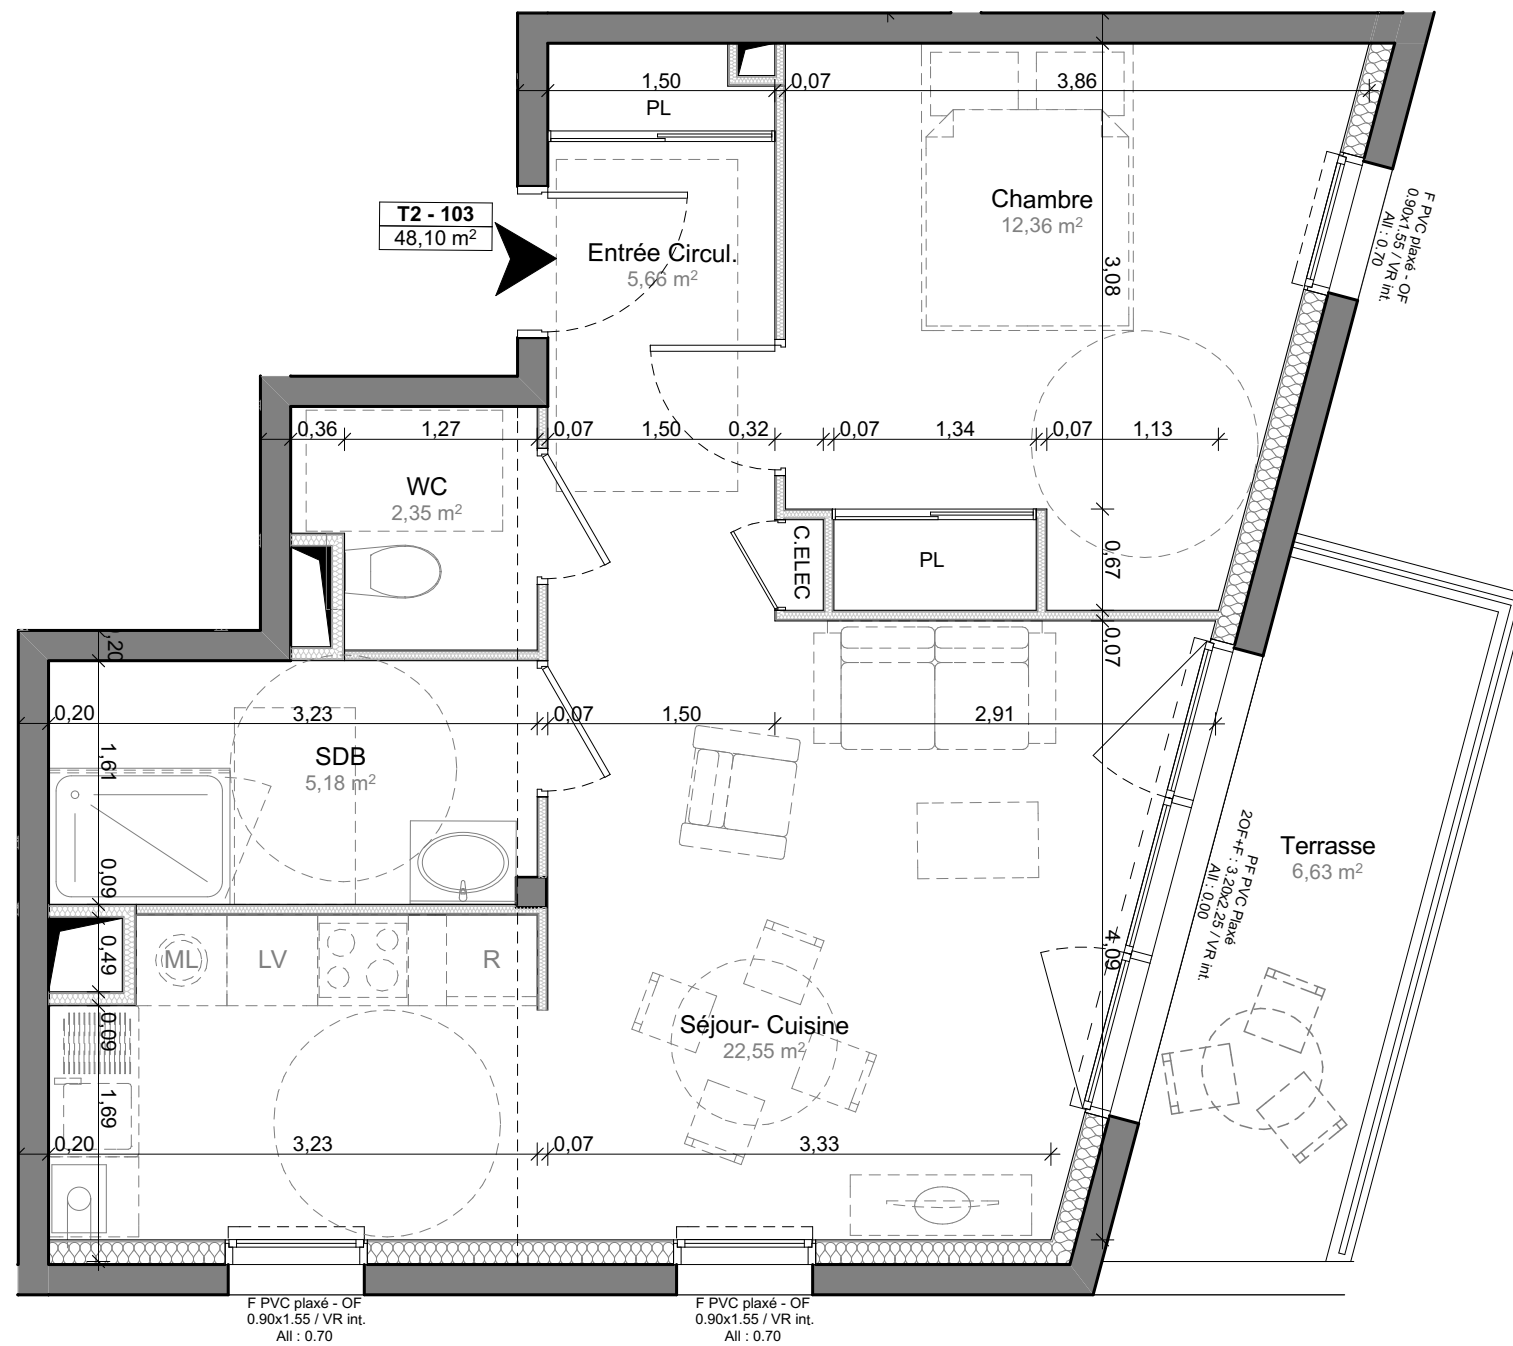 1,50
0,07
3,86
PL
T2 - 103
48,10 m²
Entrée Circul.
5,66 m²
Chambre
12,36 m²
3,08
F PVC plaxé - OF
0.90x1.55 / VR int.
All : 0.70
0,36
1,27
0,07
1,50
0,32
0,07
1,34
0,07
1,13
WC
2,35 m²
C.ELEC
PL
0,67
0,07
0,20
0,20
3,23
0,07
1,50
2,91
SDB
5,18 m²
1,61
0,09
PF PVC Plaxé
2OF+F : 3.20x2.25 / VR int.
All : 0.00
Terrasse
6,63 m²
ML
LV
R
0,49
4,09
0,09
Séjour- Cuisine
22,55 m²
1,69
0,20
3,23
0,07
3,33
F PVC plaxé - OF
0.90x1.55 / VR int.
All : 0.70
F PVC plaxé - OF
0.90x1.55 / VR int.
All : 0.70